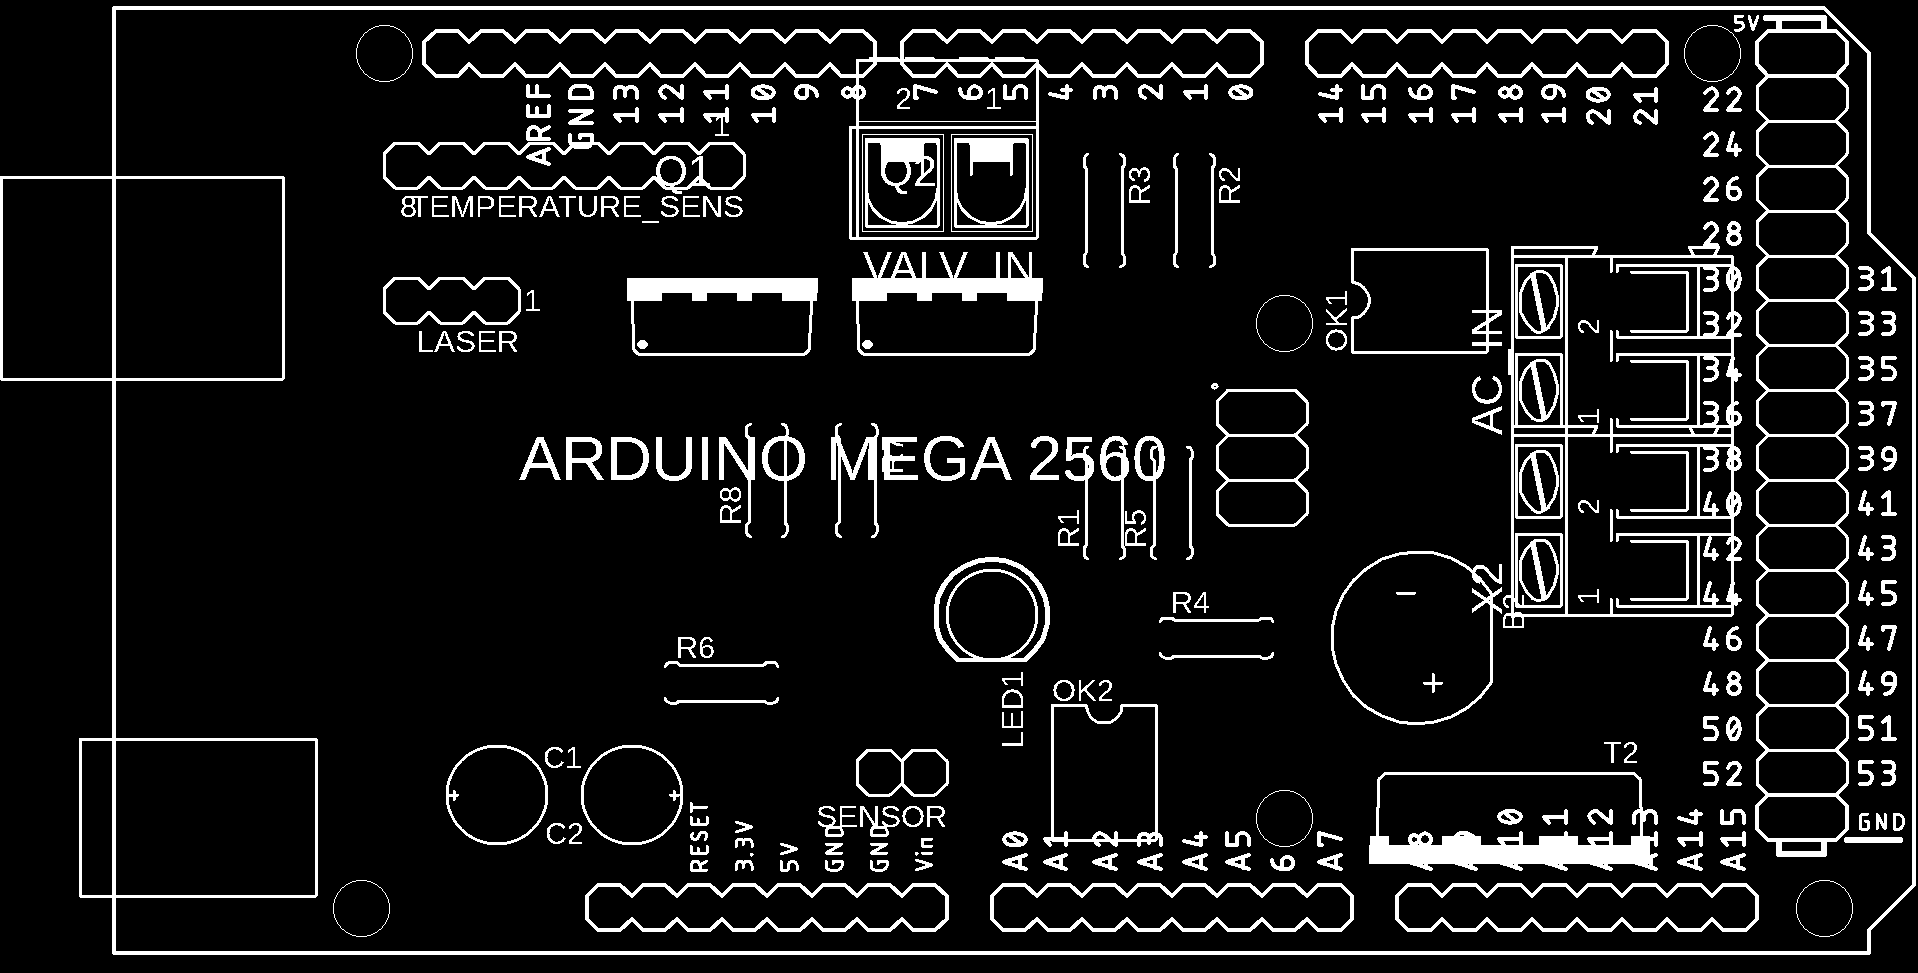 5V
AREF GND 13 12 11 10 9 8 7 6 5 4 3 2 1 0
14 15 16 17 18 19 20 21
2 1
1
Q1
8 TEMPERATURE_SENS
Q2
VALV_IN
R3
R2
1
LASER
OK1
AC_IN
2
1
2
1
X2
22
24
26
28
30 31
32 33
34 35
36 37
38 39
40 41
42 43
44 45
46 47
48 49
50 51
52 53
GND
ARDUINO MEGA 2560
R8
R1
R5
R4
R6
LED1
OK2
- 
+
T2
C1
+ +
C2
SENSOR
RESET 3.3V 5V GND GND Vin
A0 A1 A2 A3 A4 A5 6 A7
A8 A9 A10 A11 A12 A13 A14 A15